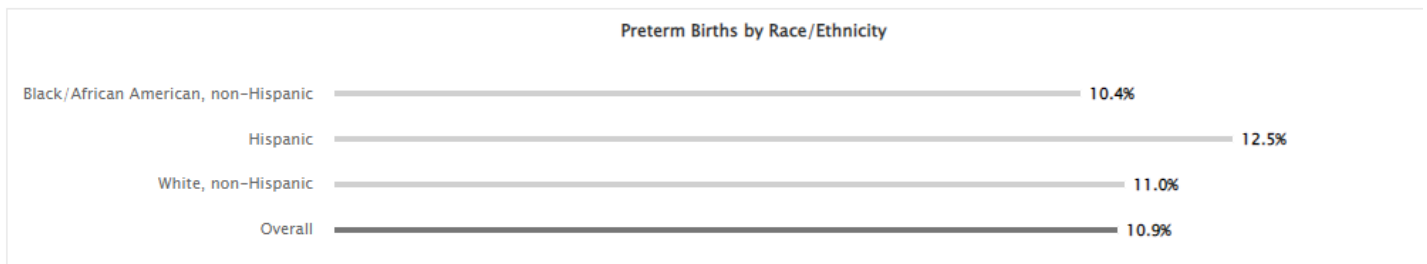 Preterm Births by Race/Ethnicity
Black/African American, non-Hispanic 10.4%
Hispanic 12.5%
White, non-Hispanic 11.0%
Overall 10.9%